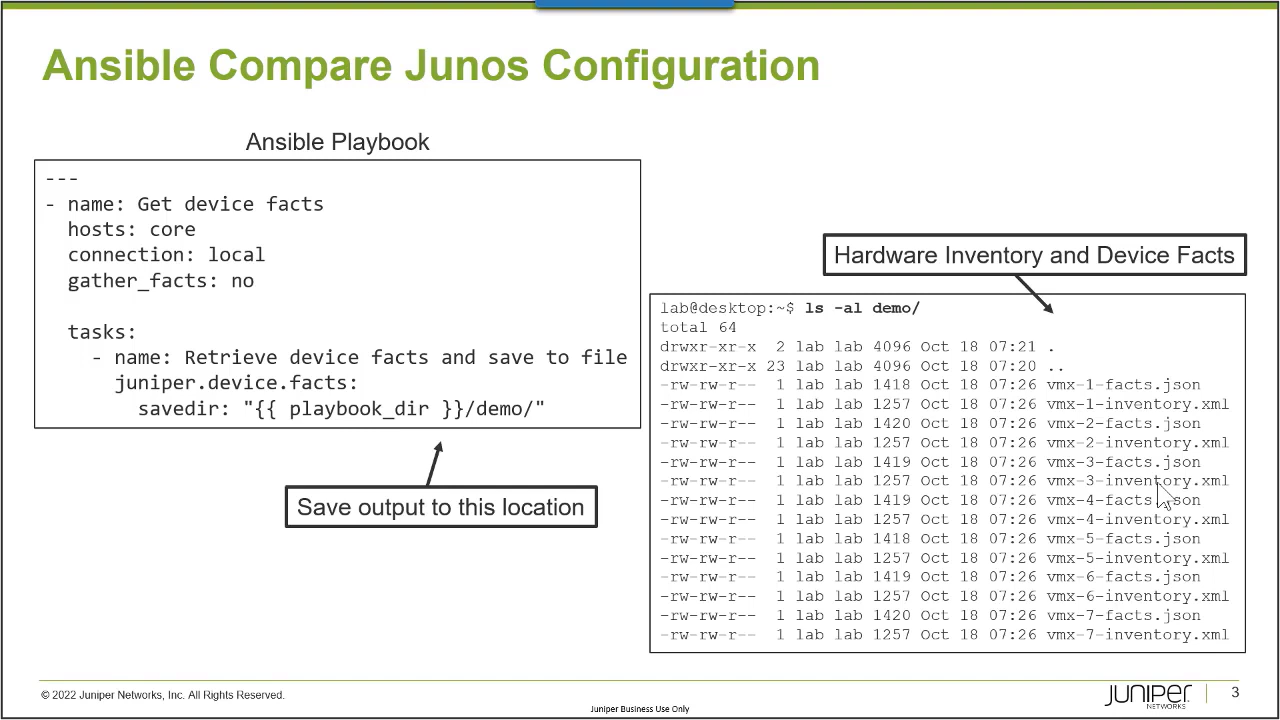 Ansible Compare Junos Configuration
Ansible Playbook
---
- name: Get device facts
  hosts: core
  connection: local
  gather_facts: no

  tasks:
    - name: Retrieve device facts and save to file
      juniper.device.facts:
        savedir: "{{ playbook_dir }}/demo/"
Save output to this location
Hardware Inventory and Device Facts
lab@desktop:~$ ls -al demo/
total 64
drwxr-xr-x  2 lab lab 4096 Oct 18 07:21 .
drwxr-xr-x 23 lab lab 4096 Oct 18 07:20 ..
-rw-rw-r--  1 lab lab 1418 Oct 18 07:26 vmx-1-facts.json
-rw-rw-r--  1 lab lab 1257 Oct 18 07:26 vmx-1-inventory.xml
-rw-rw-r--  1 lab lab 1420 Oct 18 07:26 vmx-2-facts.json
-rw-rw-r--  1 lab lab 1257 Oct 18 07:26 vmx-2-inventory.xml
-rw-rw-r--  1 lab lab 1419 Oct 18 07:26 vmx-3-facts.json
-rw-rw-r--  1 lab lab 1257 Oct 18 07:26 vmx-3-inventory.xml
-rw-rw-r--  1 lab lab 1419 Oct 18 07:26 vmx-4-facts.json
-rw-rw-r--  1 lab lab 1257 Oct 18 07:26 vmx-4-inventory.xml
-rw-rw-r--  1 lab lab 1418 Oct 18 07:26 vmx-5-facts.json
-rw-rw-r--  1 lab lab 1257 Oct 18 07:26 vmx-5-inventory.xml
-rw-rw-r--  1 lab lab 1419 Oct 18 07:26 vmx-6-facts.json
-rw-rw-r--  1 lab lab 1257 Oct 18 07:26 vmx-6-inventory.xml
-rw-rw-r--  1 lab lab 1420 Oct 18 07:26 vmx-7-facts.json
-rw-rw-r--  1 lab lab 1257 Oct 18 07:26 vmx-7-inventory.xml
© 2022 Juniper Networks, Inc. All Rights Reserved.
Juniper Business Use Only
JUNIPER
NETWORKS
3